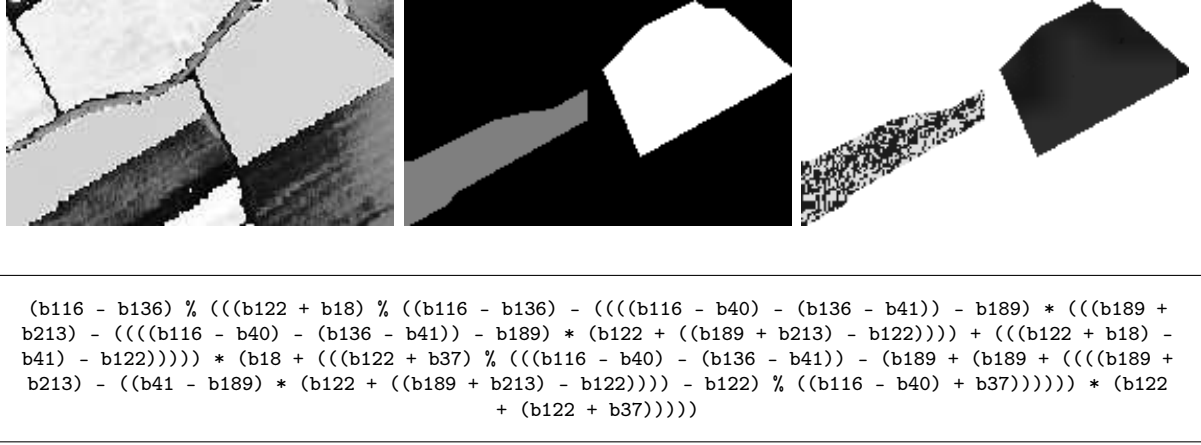 (b116 - b136) % (((b122 + b18) % ((b116 - b136) - ((((b116 - b40) - (b136 - b41)) - b189) * (((b189 +
b213) - ((((b116 - b40) - (b136 - b41)) - b189) * (b122 + ((b189 + b213) - b122)))) + (((b122 + b18) -
b41) - b122))))) * (b18 + (((b122 + b37) % (((b116 - b40) - (b136 - b41)) - (b189 + (b189 + ((((b189 +
b213) - ((b41 - b189) * (b122 + ((b189 + b213) - b122)))) - b122) % ((b116 - b40) + b37)))))) * (b122
+ (b122 + b37)))))